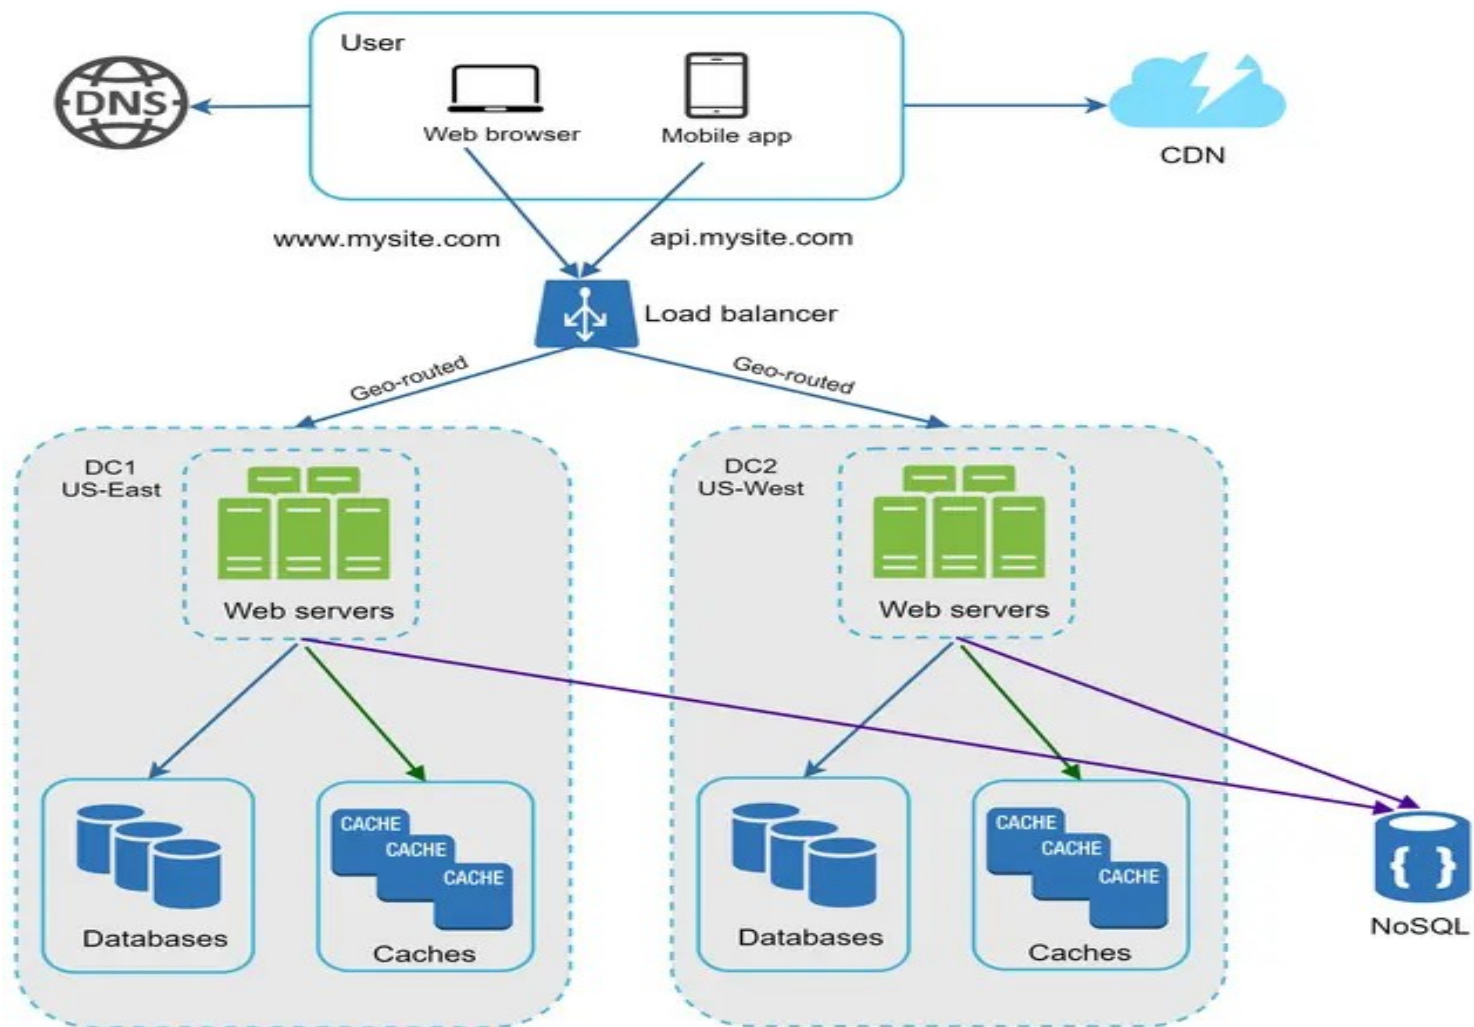 User
DNS
Web browser
Mobile app
CDN
www.mysite.com
api.mysite.com
Load balancer
Geo-routed
Geo-routed
DC1
US-East
Web servers
DC2
US-West
Web servers
CACHE
CACHE
CACHE
Databases
Caches
CACHE
CACHE
CACHE
Databases
Caches
{ }
NoSQL